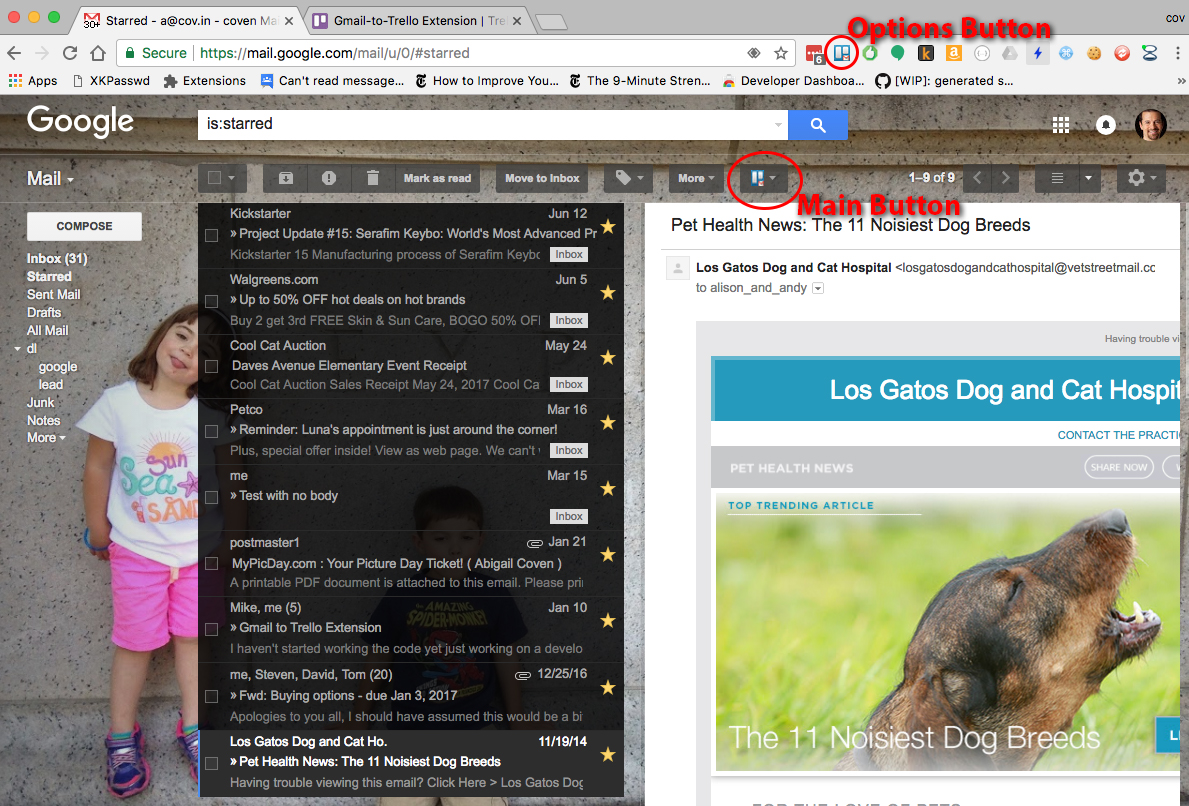 Starred - a@cov.in - coven Ma
Gmail-to-Trello Extension | Tre
cov
30+
Options Button
Secure
https://mail.google.com/mail/u/0/#starred
6
Apps
XKPasswd
Extensions
Can't read message...
How to Improve You...
The 9-Minute Stren...
Developer Dashboa...
[WIP]: generated s...
»
Google
is:starred
Mail
Mark as read
Move to Inbox
More
1–9 of 9
Main Button
COMPOSE
Inbox (31)
Starred
Sent Mail
Drafts
All Mail
dl
google
lead
Junk
Notes
More
Kickstarter
Jun 12
» Project Update #15: Serafim Keybo: World's Most Advanced Pr
Kickstarter 15 Manufacturing process of Serafim Keybo
Inbox
Walgreens.com
Jun 5
» Up to 50% OFF hot deals on hot brands
Buy 2 get 3rd FREE Skin & Sun Care, BOGO 50% OFF
Inbox
Cool Cat Auction
May 24
Daves Avenue Elementary Event Receipt
Cool Cat Auction Sales Receipt May 24, 2017 Cool Ca
Inbox
Petco
Mar 16
» Reminder: Luna's appointment is just around the corner!
Plus, special offer inside! View as web page. We can't
Inbox
me
Mar 15
» Test with no body
Inbox
postmaster1
Jan 21
MyPicDay.com : Your Picture Day Ticket! ( Abigail Coven )
A printable PDF document is attached to this email. Please prin
Mike, me (5)
Jan 10
» Gmail to Trello Extension
I haven't started working the code yet just working on a develo
me, Steven, David, Tom (20)
12/25/16
» Fwd: Buying options - due Jan 3, 2017
Apologies to you all, I should have assumed this would be a bi
Los Gatos Dog and Cat Ho.
11/19/14
» Pet Health News: The 11 Noisiest Dog Breeds
Having trouble viewing this email? Click Here > Los Gatos Dog
Pet Health News: The 11 Noisiest Dog Breeds
Los Gatos Dog and Cat Hospital <losgatosdogandcathospital@vetstreetmail.co
to alison_and_andy
Having trouble vi
Los Gatos Dog and Cat Hospit
CONTACT THE PRACTI
PET HEALTH NEWS
SHARE NOW
TOP TRENDING ARTICLE
The 11 Noisiest Dog Breeds
FOR THE LOVE OF PETS
Sun
Sea
& SAND
AMAZING
SPIDER-MONKEY